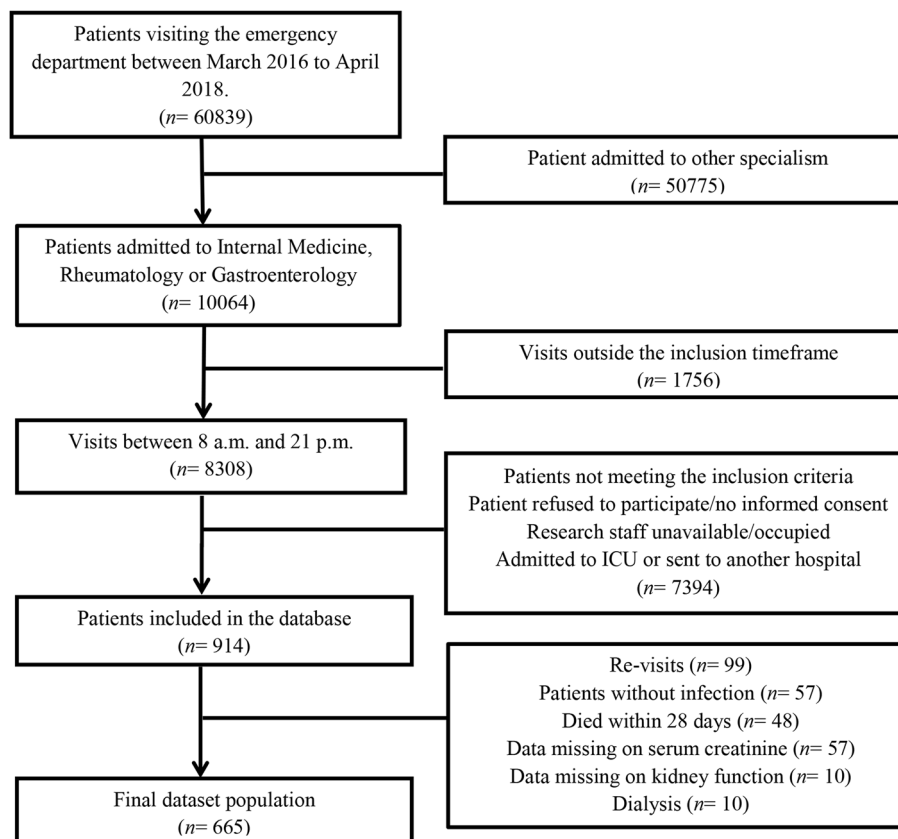 Patients visiting the emergency
department between March 2016 to April
2018.
(n= 60839)
Patient admitted to other specialism
(n= 50775)
Patients admitted to Internal Medicine,
Rheumatology or Gastroenterology
(n= 10064)
Visits outside the inclusion timeframe
(n= 1756)
Visits between 8 a.m. and 21 p.m.
(n= 8308)
Patients not meeting the inclusion criteria
Patient refused to participate/no informed consent
Research staff unavailable/occupied
Admitted to ICU or sent to another hospital
(n= 7394)
Patients included in the database
(n= 914)
Re-visits (n= 99)
Patients without infection (n= 57)
Died within 28 days (n= 48)
Data missing on serum creatinine (n= 57)
Data missing on kidney function (n= 10)
Dialysis (n= 10)
Final dataset population
(n= 665)